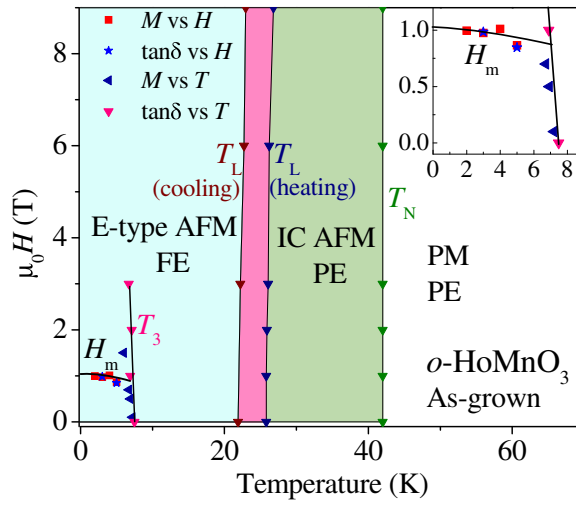 M vs H
tanδ vs H
M vs T
tanδ vs T
1.0
0.5
0.0
H_m
0 2 4 6 8
8
6
4
2
0
μ₀H (T)
T_L
(cooling)
T_L
(heating)
T_N
E-type AFM
FE
IC AFM
PE
PM
PE
T₃
H_m
o-HoMnO₃
As-grown
0 20 40 60
Temperature (K)